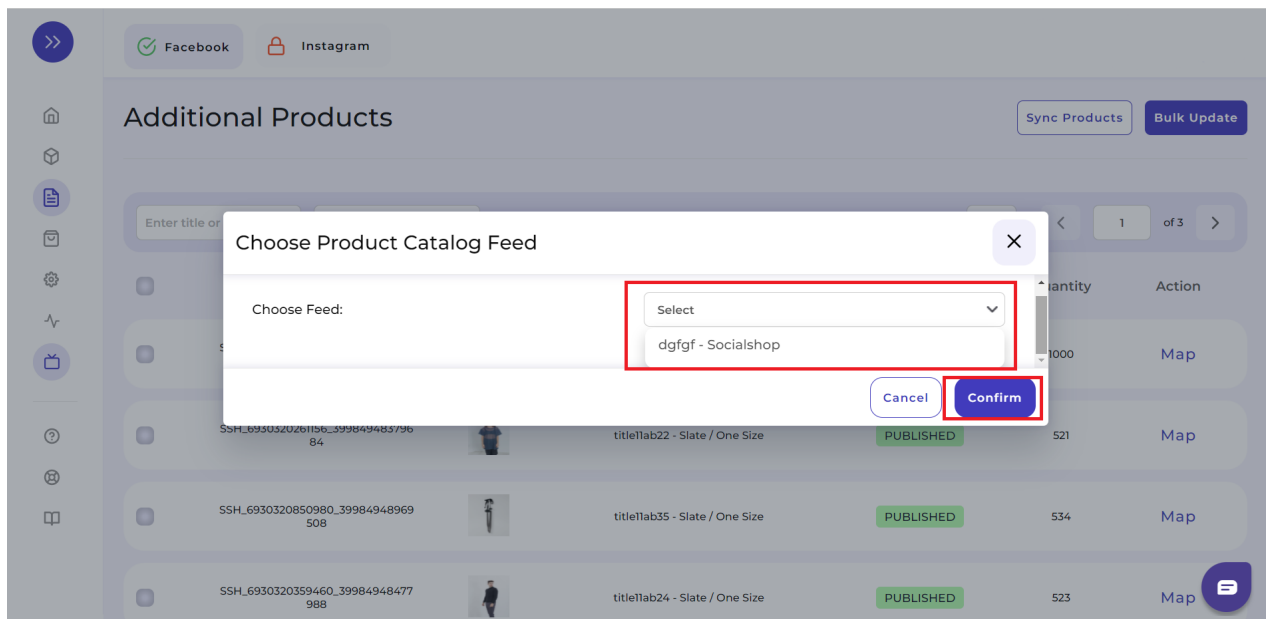 Facebook
Instagram
Additional Products
Sync Products
Bulk Update
Enter title or
1
of 3
Choose Product Catalog Feed
Quantity
Action
Choose Feed:
Select
dgfgf - Socialshop
1000
Map
Cancel
Confirm
SSH_6930320261156_399849483796
84
title11ab22 - Slate / One Size
PUBLISHED
521
Map
SSH_6930320850980_39984948969
508
title11ab35 - Slate / One Size
PUBLISHED
534
Map
SSH_6930320359460_39984948477
988
title11ab24 - Slate / One Size
PUBLISHED
523
Map